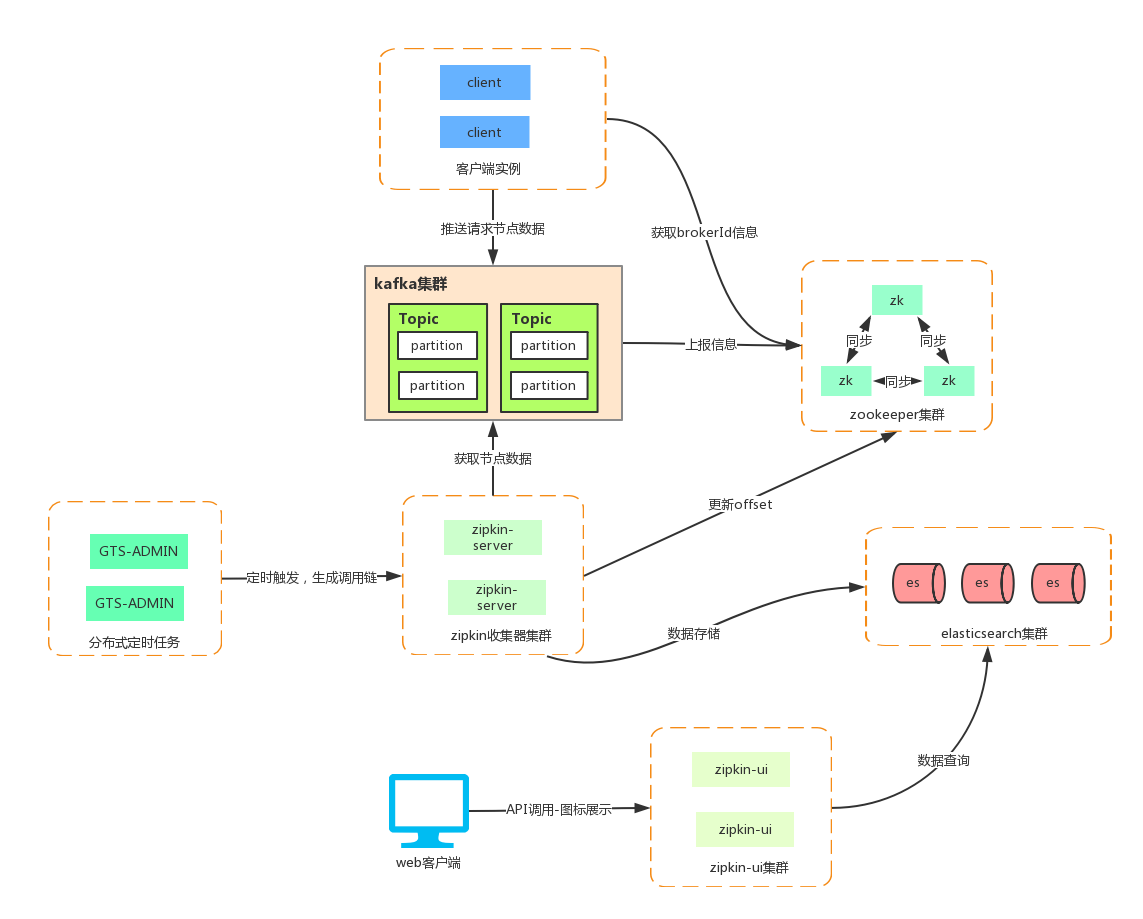 client
client
客户端实例
推送请求节点数据
获取brokerId信息
kafka集群
Topic
partition
partition
Topic
partition
partition
上报信息
zk
同步
同步
zk
同步
zk
zookeeper集群
获取节点数据
更新offset
GTS-ADMIN
GTS-ADMIN
分布式定时任务
定时触发，生成调用链
zipkin-
server
zipkin-
server
zipkin收集器集群
数据存储
es
es
es
elasticsearch集群
数据查询
zipkin-ui
zipkin-ui
zipkin-ui集群
API调用-图标展示
web客户端